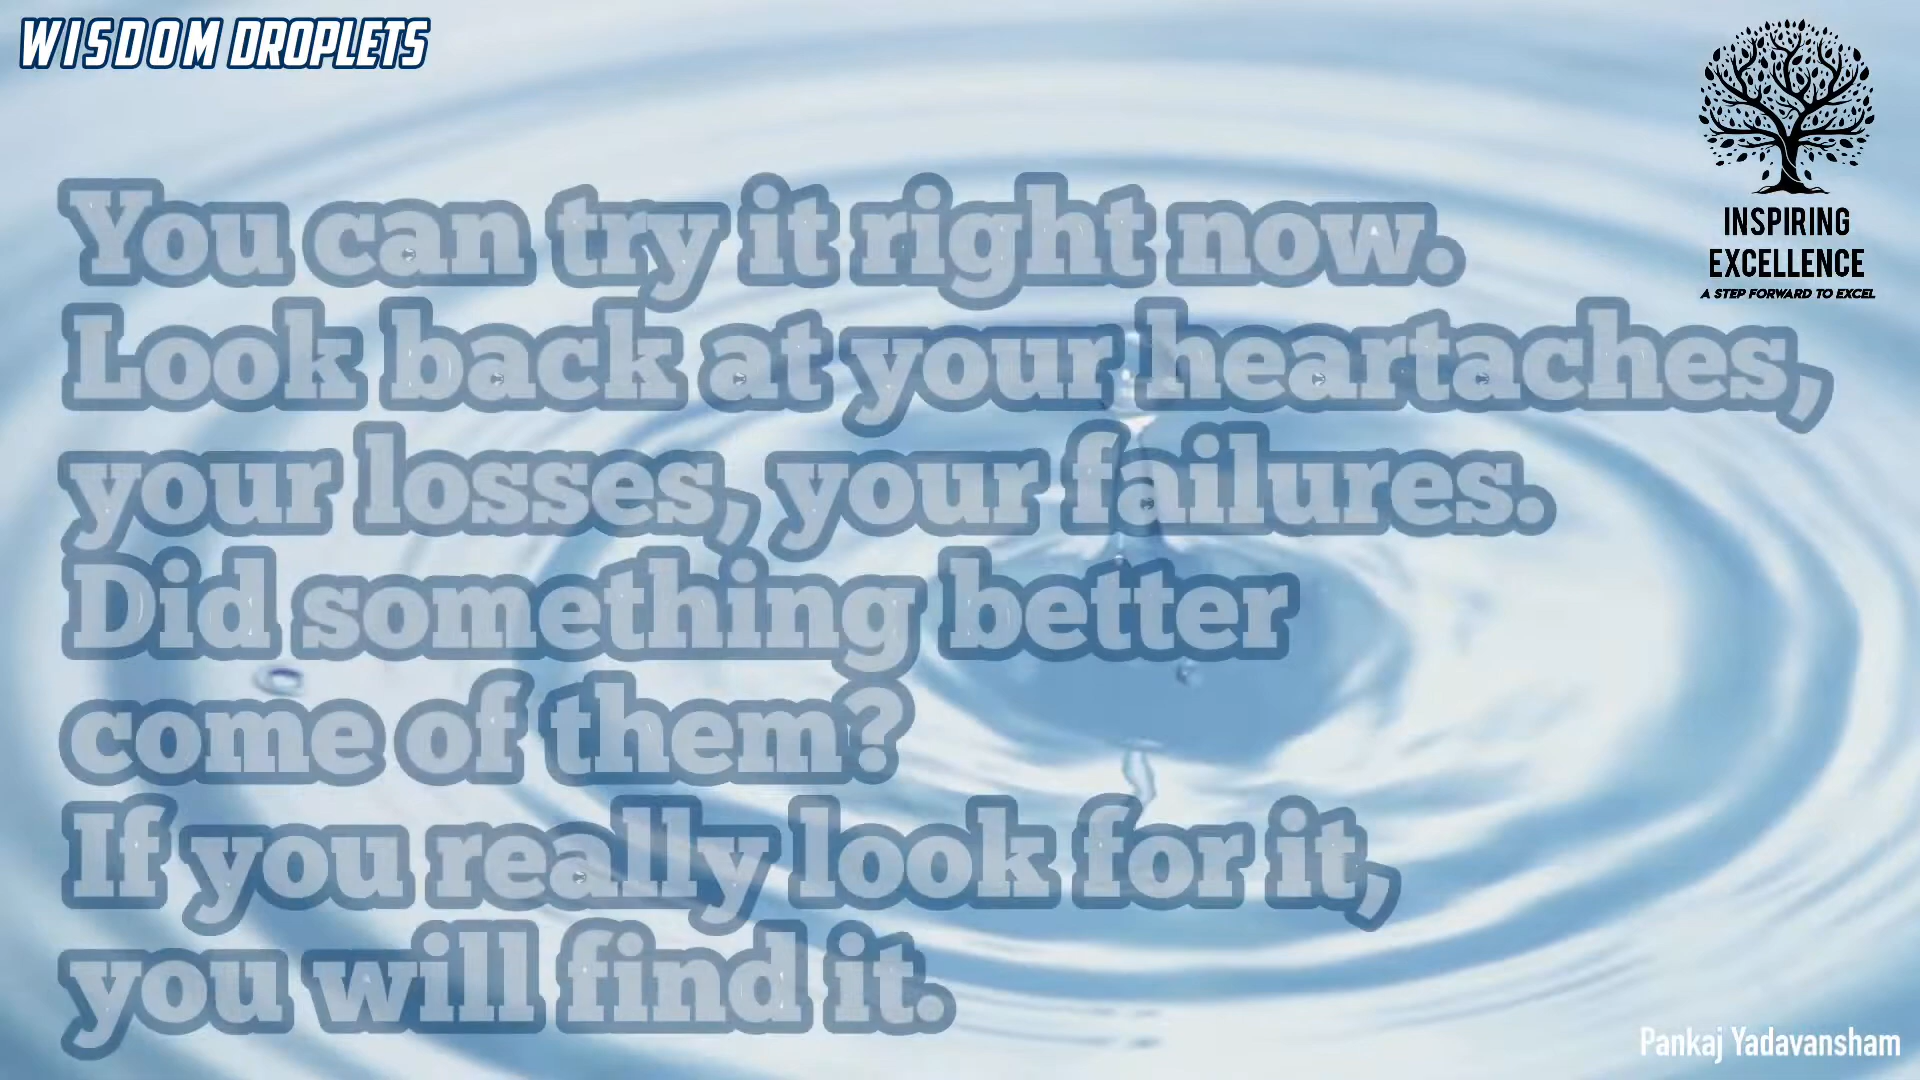 WISDOM DROPLETS
INSPIRING
EXCELLENCE
A STEP FORWARD TO EXCEL
You can try it right now.
Look back at your heartaches,
your losses, your failures.
Did something better
come of them?
If you really look for it,
you will find it.
Pankaj Yadavansham